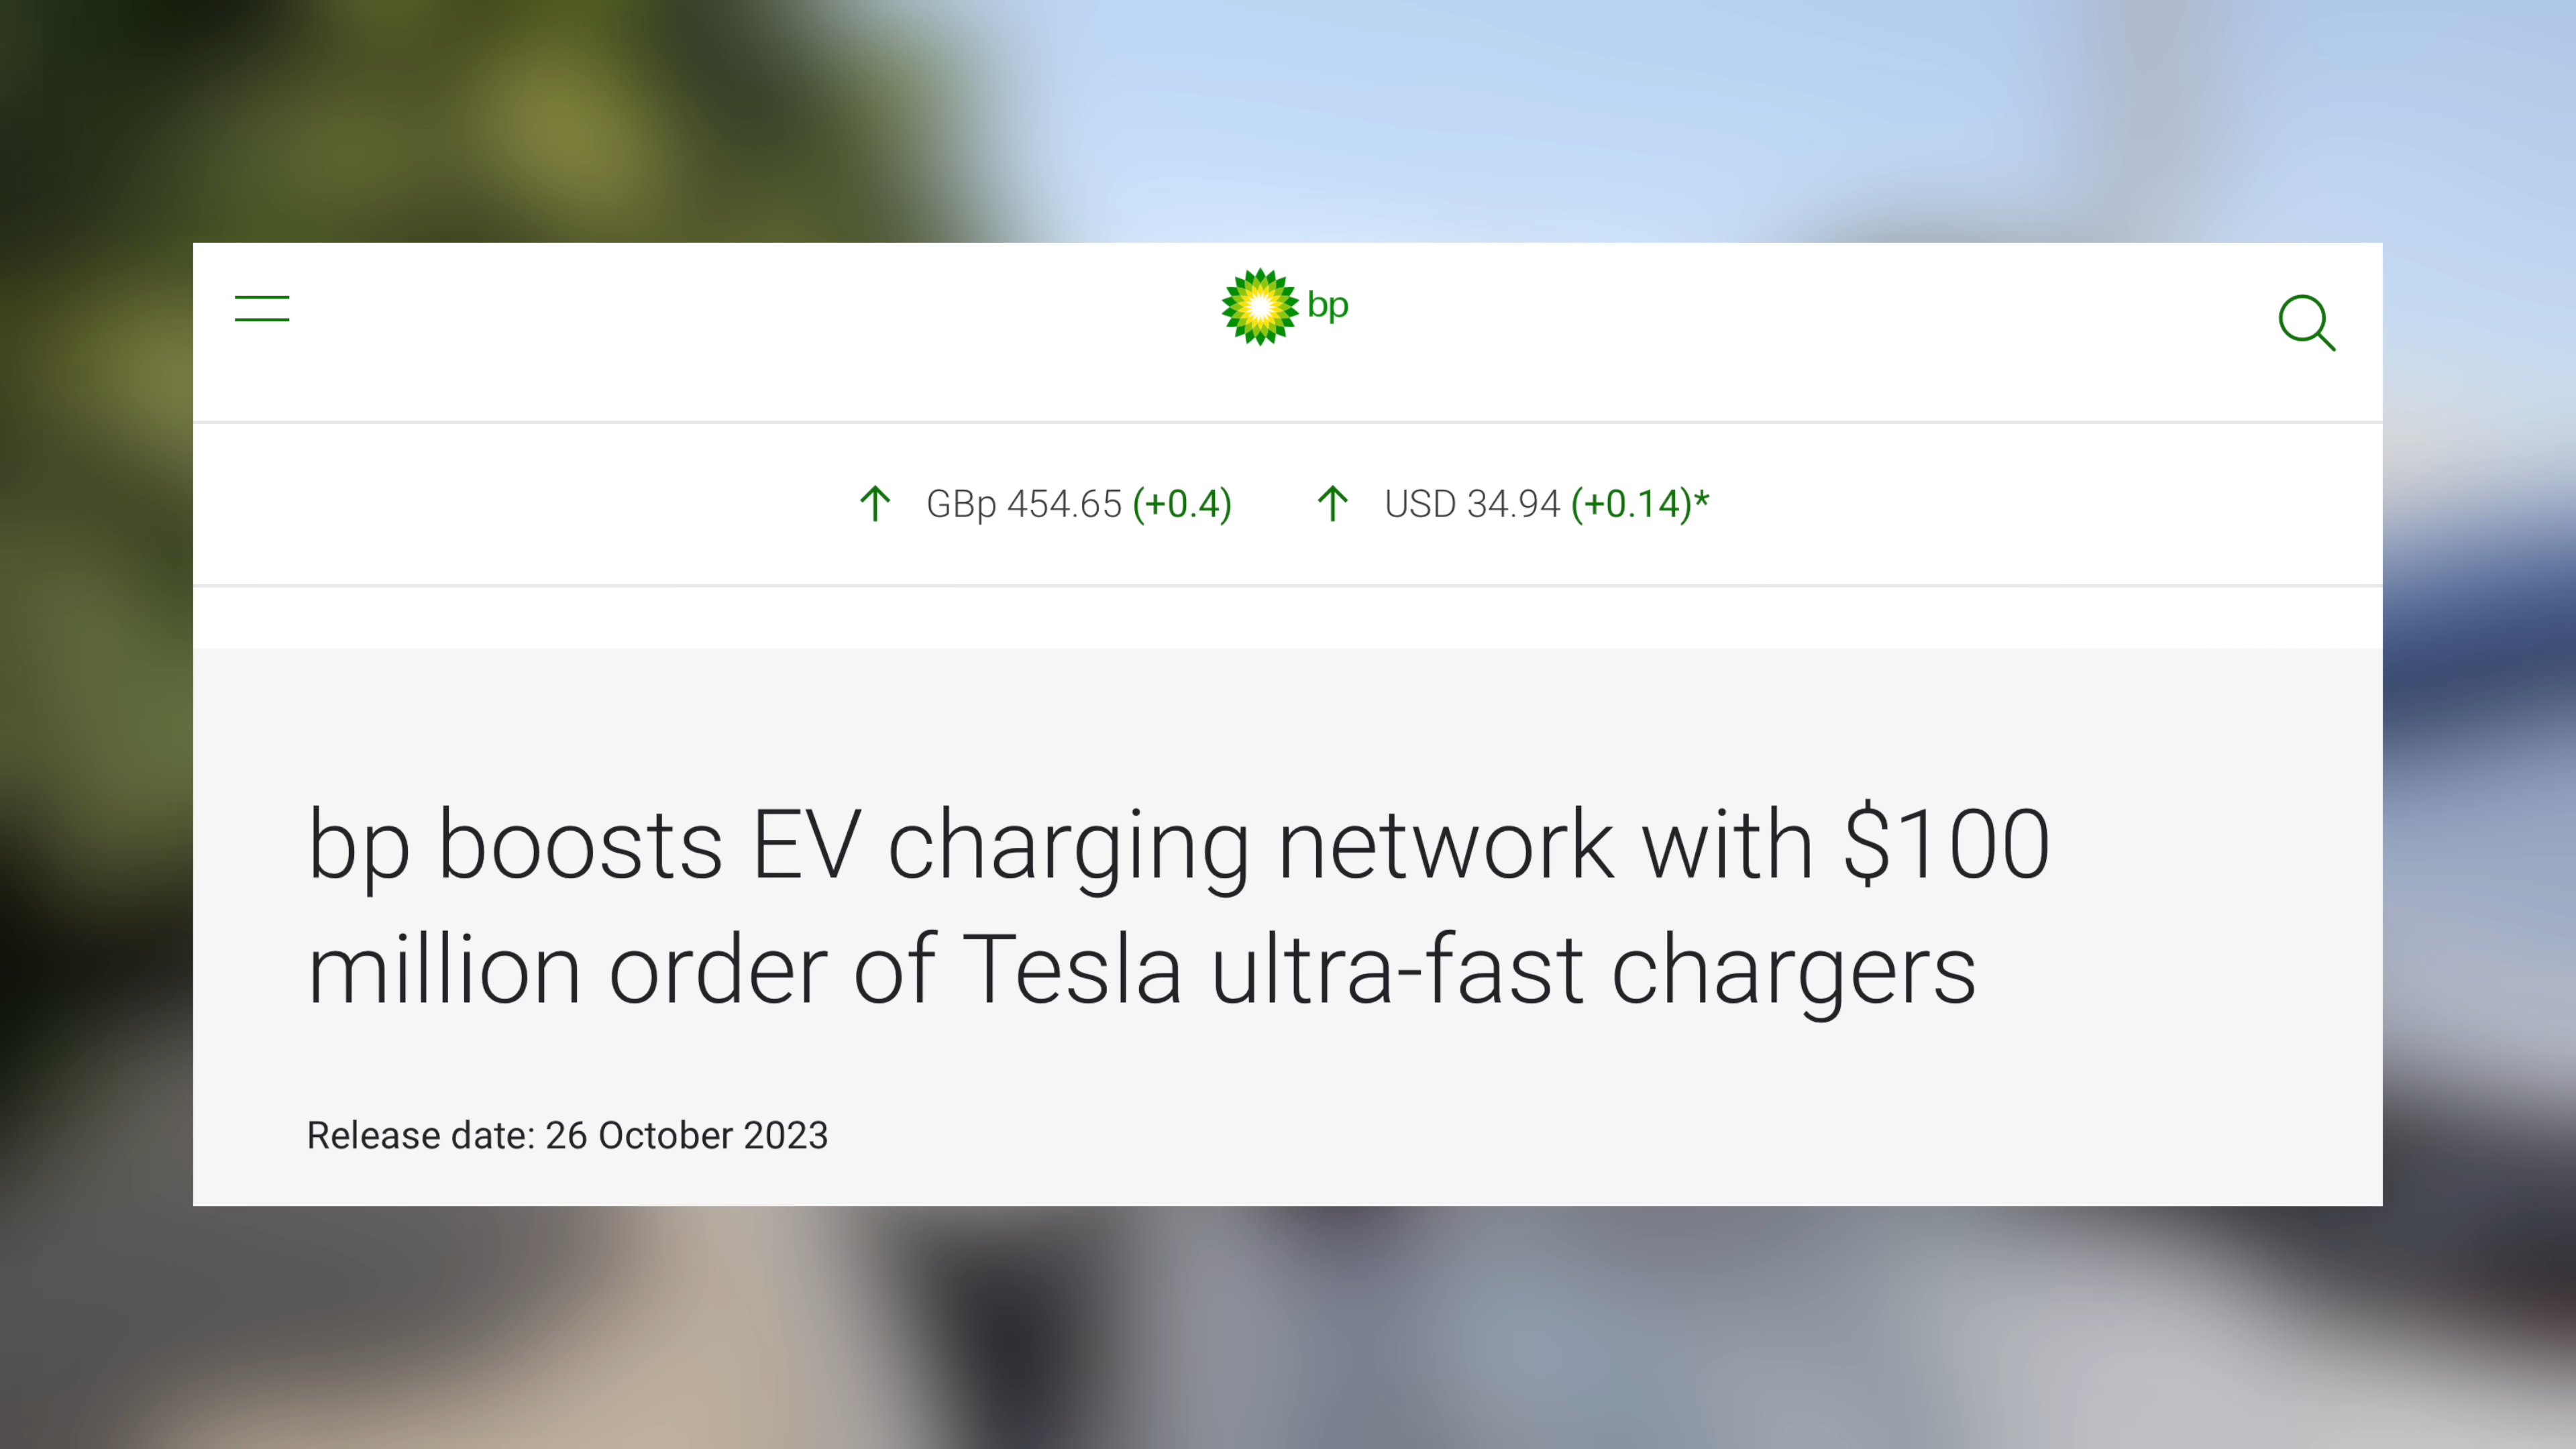 bp
GBp 454.65 (+0.4) USD 34.94 (+0.14)*
bp boosts EV charging network with $100
million order of Tesla ultra-fast chargers
Release date: 26 October 2023